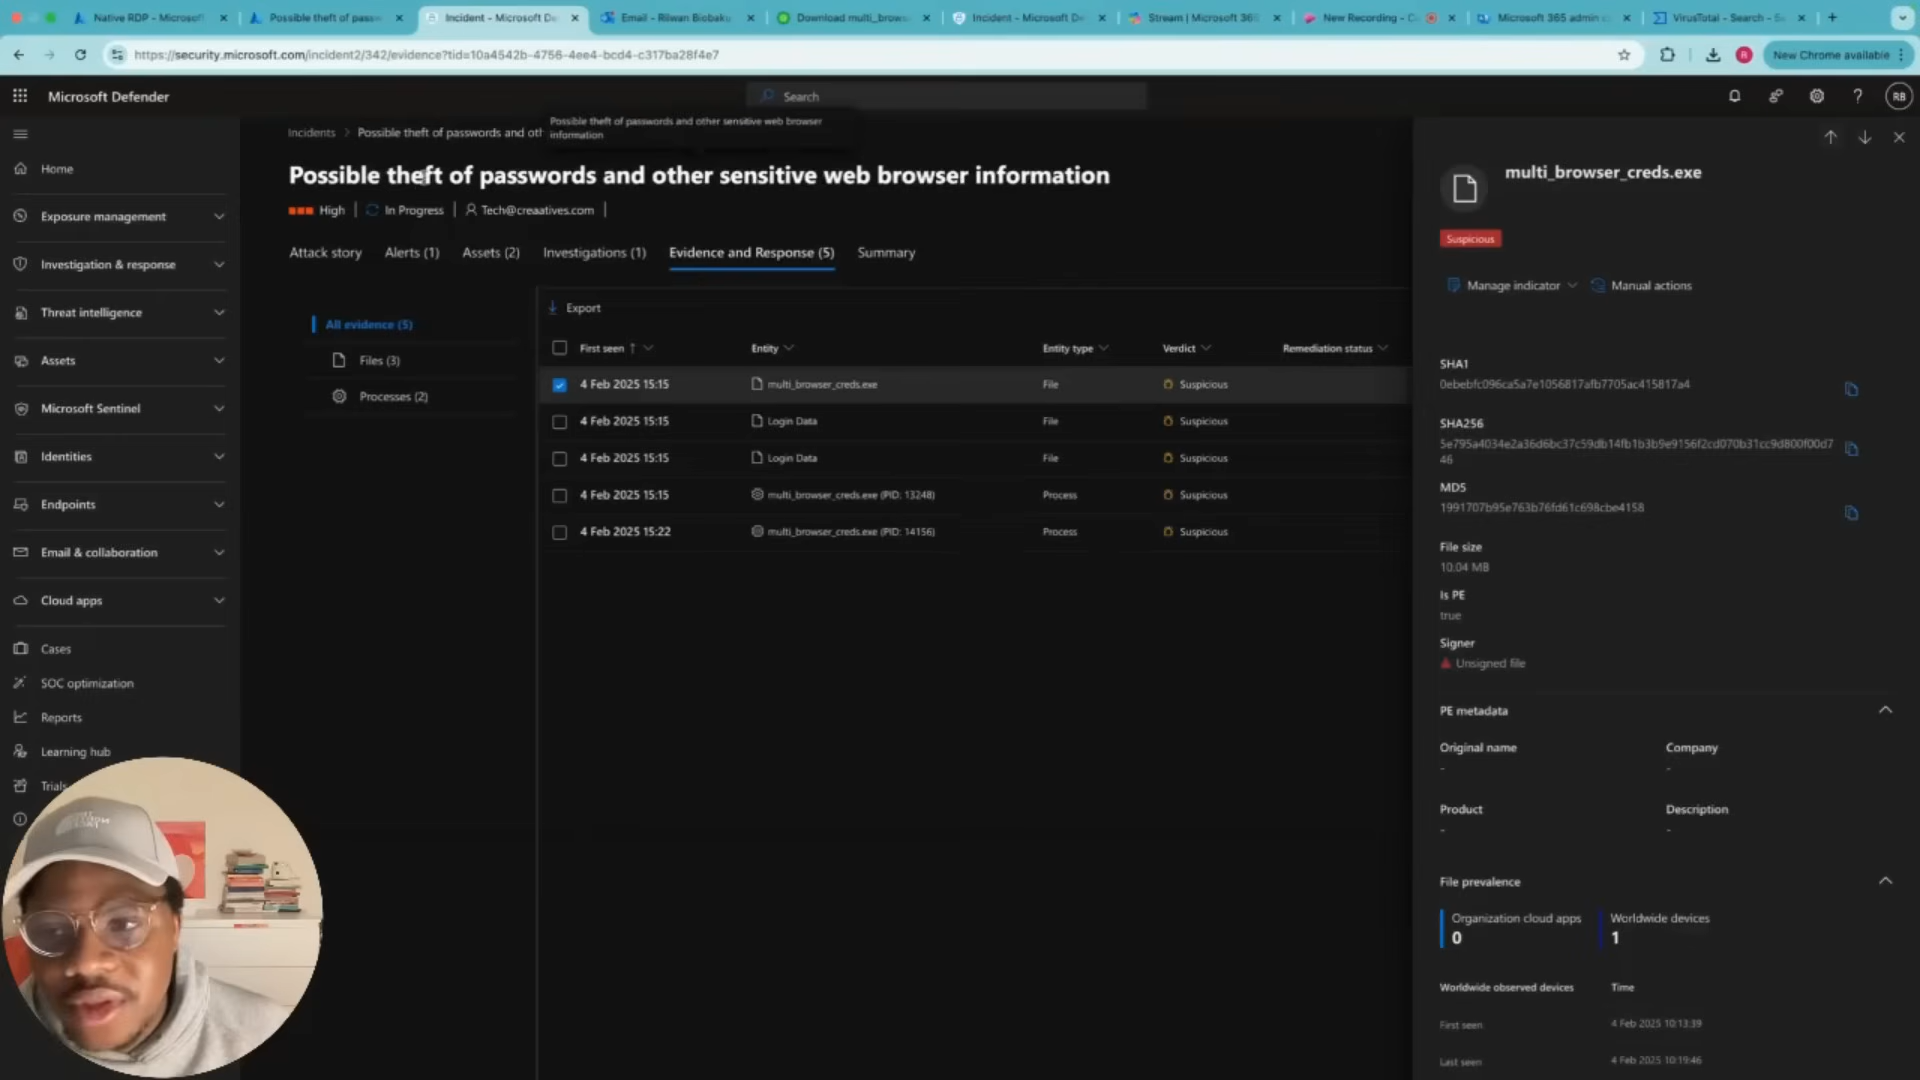 Native RDP - Microsoft
Possible theft of passw
Incident - Microsoft De
Email - Riiwan Biobaku
Download multi_brows
Incident - Microsoft De
Stream | Microsoft 365
New Recording - C
Microsoft 365 admin c
VirusTotal - Search - 5
https://security.microsoft.com/incident2/342/evidence?tid=10a4542b-4756-4ee4-bcd4-c317ba28f4e7
New Chrome available
Microsoft Defender
Search
RB
Possible theft of passwords and other sensitive web browser
information
Incidents > Possible theft of passwords and oth
Possible theft of passwords and other sensitive web browser information
High | In Progress | Tech@creaatives.com |
Attack story
Alerts (1)
Assets (2)
Investigations (1)
Evidence and Response (5)
Summary
Home
Exposure management
Investigation & response
Threat intelligence
Assets
Microsoft Sentinel
Identities
Endpoints
Email & collaboration
Cloud apps
Cases
SOC optimization
Reports
Learning hub
Trials
All evidence (5)
Files (3)
Processes (2)
Export
First seen Entity Entity type Verdict Remediation status
4 Feb 2025 15:15 multi_browser_creds.exe File Suspicious
4 Feb 2025 15:15 Login Data File Suspicious
4 Feb 2025 15:15 Login Data File Suspicious
4 Feb 2025 15:15 multi_browser_creds.exe (PID: 13248) Process Suspicious
4 Feb 2025 15:22 multi_browser_creds.exe (PID: 14156) Process Suspicious
multi_browser_creds.exe
Suspicious
Manage indicator
Manual actions
SHA1
0ebebfc096ca5a7e1056817afb7705ac415817a4
SHA256
5e795a4034e2a36d6bc37c59db14fb1b3b9e9156f2cd070b31cc9d800f00d7
46
MD5
1991707b95e763b76fd61c698cbe4158
File size
10.04 MB
Is PE
true
Signer
Unsigned file
PE metadata
Original name Company
- -
Product Description
- -
File prevalence
Organization cloud apps Worldwide devices
0 1
Worldwide observed devices Time
First seen 4 Feb 2025 10:13:39
Last seen 4 Feb 2025 10:19:46